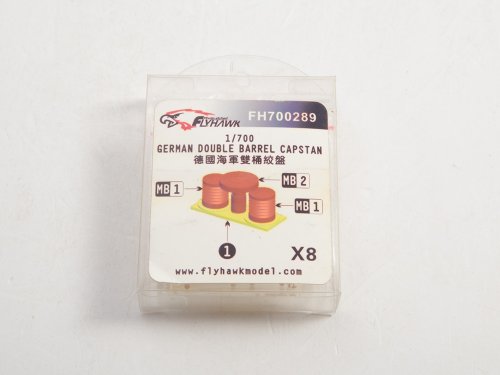 FLYHAWK
FH700289
1/700
GERMAN DOUBLE BARREL CAPSTAN
德國海軍雙桶絞盤
MB 2
MB 1
MB 1
1
X8
www.flyhawkmodel.com